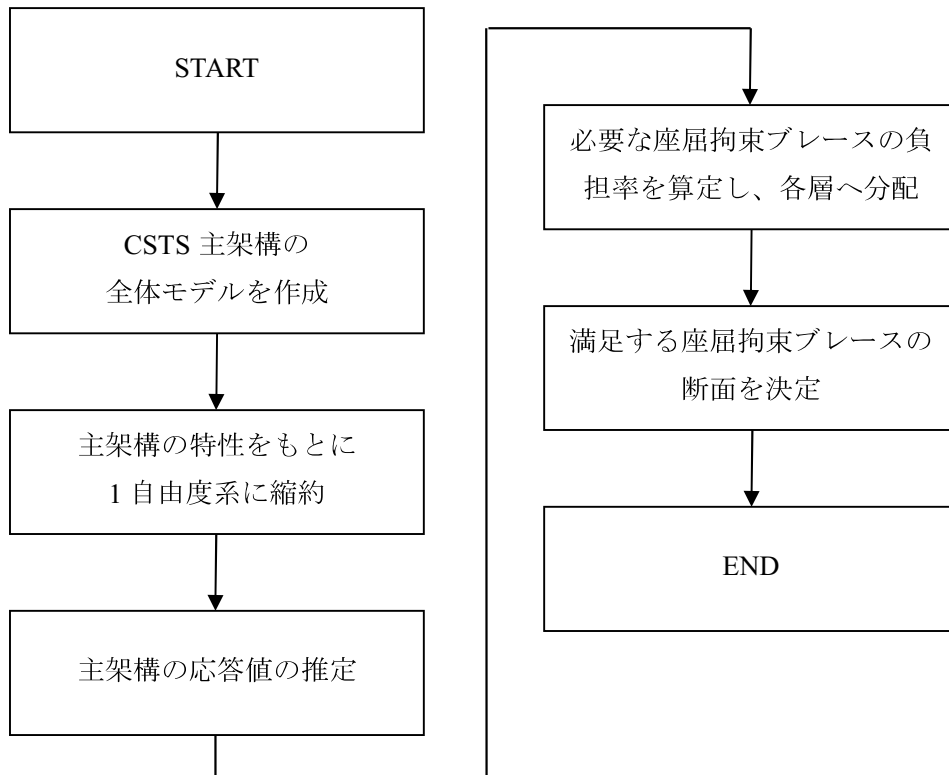 START
CSTS 主架構の
全体モデルを作成
主架構の特性をもとに
1 自由度系に縮約
主架構の応答値の推定
必要な座屈拘束ブレースの負
担率を算定し、各層へ分配
満足する座屈拘束ブレースの
断面を決定
END